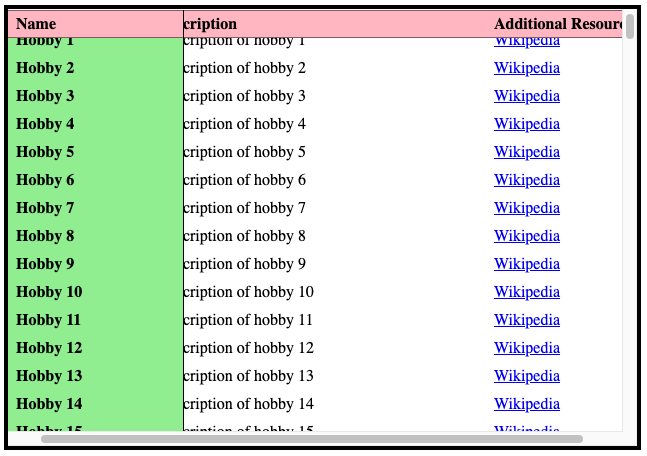 Name cription Additional Resourc
Hobby 1 cription of hobby 1 Wikipedia
Hobby 2 cription of hobby 2 Wikipedia
Hobby 3 cription of hobby 3 Wikipedia
Hobby 4 cription of hobby 4 Wikipedia
Hobby 5 cription of hobby 5 Wikipedia
Hobby 6 cription of hobby 6 Wikipedia
Hobby 7 cription of hobby 7 Wikipedia
Hobby 8 cription of hobby 8 Wikipedia
Hobby 9 cription of hobby 9 Wikipedia
Hobby 10 cription of hobby 10 Wikipedia
Hobby 11 cription of hobby 11 Wikipedia
Hobby 12 cription of hobby 12 Wikipedia
Hobby 13 cription of hobby 13 Wikipedia
Hobby 14 cription of hobby 14 Wikipedia
Hobby 15 cription of hobby 15 Wikipedia